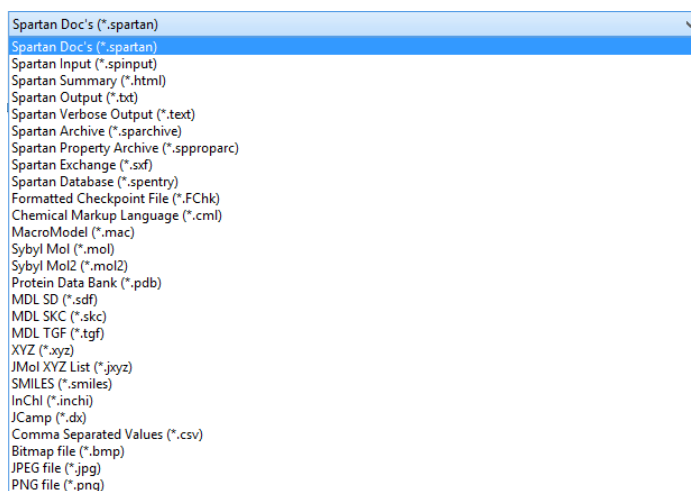 Spartan Doc's (*.spartan)
Spartan Doc's (*.spartan)
Spartan Input (*.spinput)
Spartan Summary (*.html)
Spartan Output (*.txt)
Spartan Verbose Output (*.text)
Spartan Archive (*.sparchive)
Spartan Property Archive (*.spproparc)
Spartan Exchange (*.sxf)
Spartan Database (*.spentry)
Formatted Checkpoint File (*.FChk)
Chemical Markup Language (*.cml)
MacroModel (*.mac)
Sybyl Mol (*.mol)
Sybyl Mol2 (*.mol2)
Protein Data Bank (*.pdb)
MDL SD (*.sdf)
MDL SKC (*.skc)
MDL TGF (*.tgf)
XYZ (*.xyz)
JMol XYZ List (*.jxyz)
SMILES (*.smiles)
InChI (*.inchi)
JCamp (*.dx)
Comma Separated Values (*.csv)
Bitmap file (*.bmp)
JPEG file (*.jpg)
PNG file (*.png)